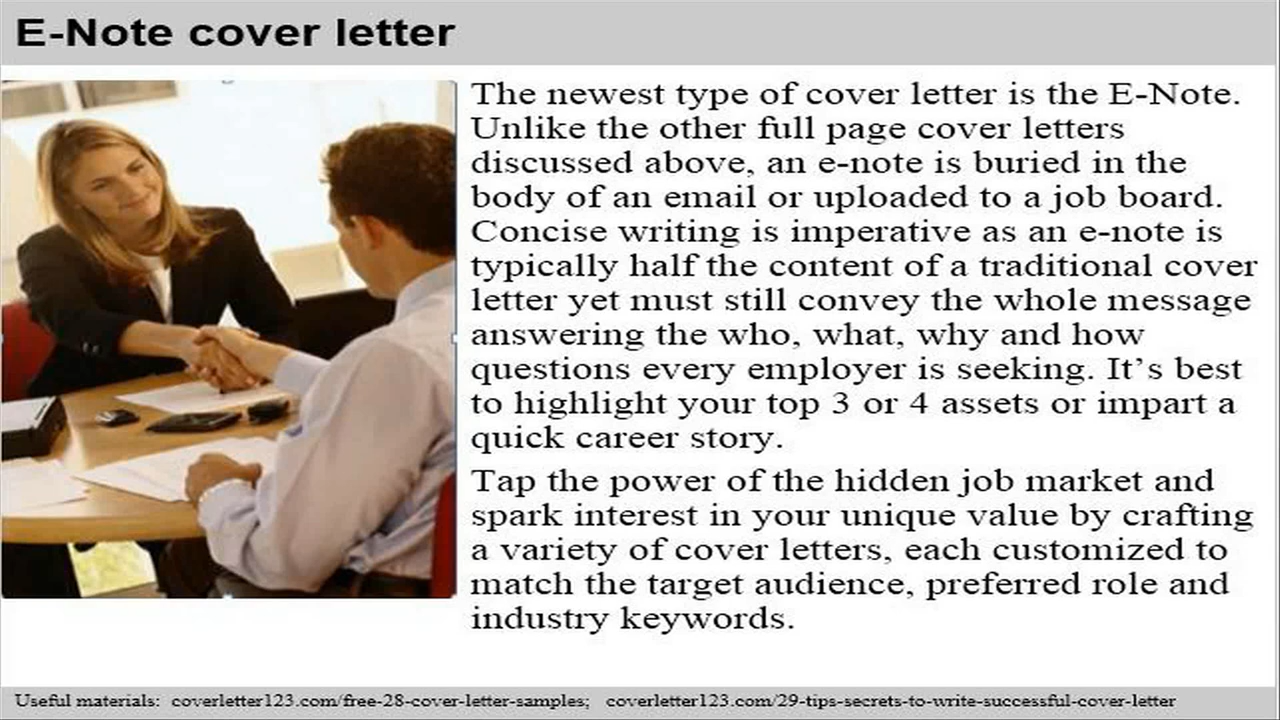 E-Note cover letter
The newest type of cover letter is the E-Note.
Unlike the other full page cover letters
discussed above, an e-note is buried in the
body of an email or uploaded to a job board.
Concise writing is imperative as an e-note is
typically half the content of a traditional cover
letter yet must still convey the whole message
answering the who, what, why and how
questions every employer is seeking. It’s best
to highlight your top 3 or 4 assets or impart a
quick career story.
Tap the power of the hidden job market and
spark interest in your unique value by crafting
a variety of cover letters, each customized to
match the target audience, preferred role and
industry keywords.
Useful materials: coverletter123.com/free-28-cover-letter-samples; coverletter123.com/29-tips-secrets-to-write-successful-cover-letter